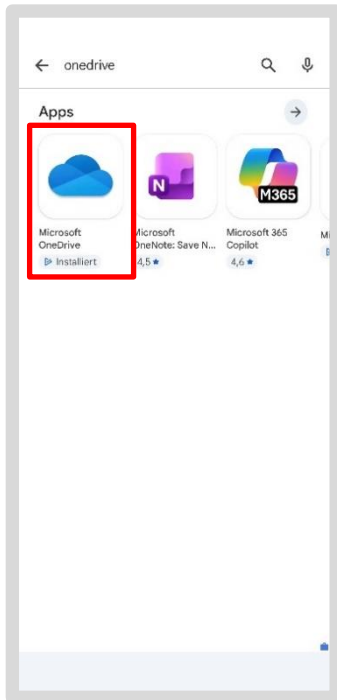 onedrive
Apps
N
M365
Microsoft
OneDrive
Installiert
Microsoft
OneNote: Save N...
4,5 ★
Microsoft 365
Copilot
4,6 ★